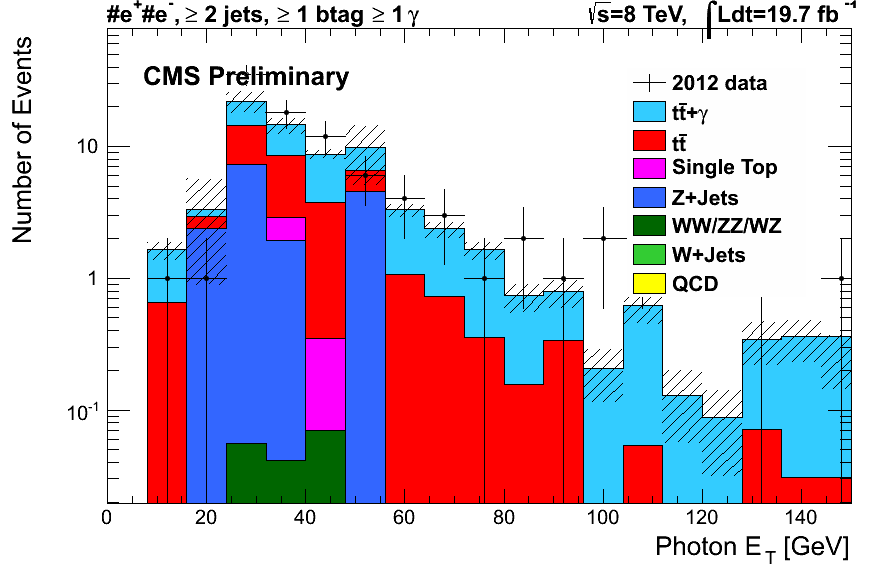 #e⁺#e⁻, ≥ 2 jets, ≥ 1 btag ≥ 1 γ
√s=8 TeV, ∫Ldt=19.7 fb⁻¹
CMS Preliminary
2012 data
tt̄+γ
tt̄
Single Top
Z+Jets
WW/ZZ/WZ
W+Jets
QCD
Number of Events
10
1
10⁻¹
0 20 40 60 80 100 120 140
Photon E_T [GeV]